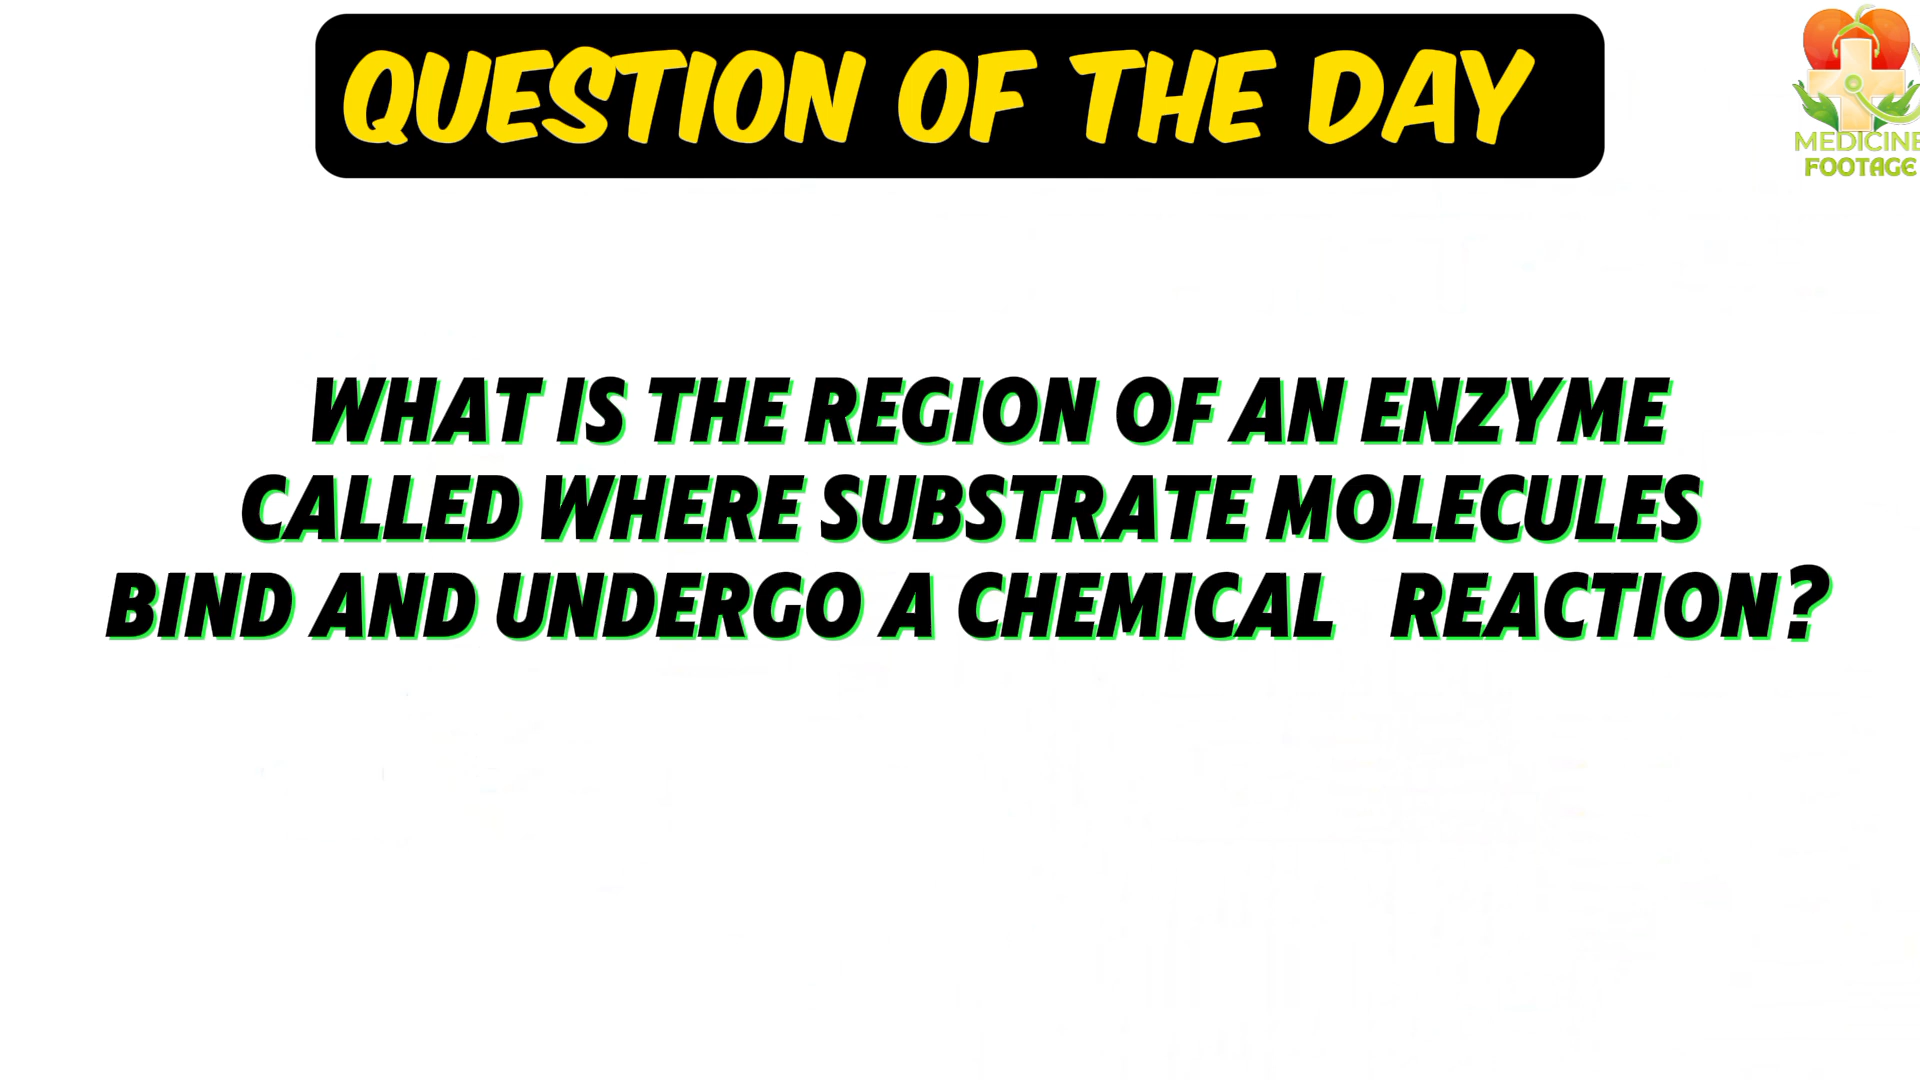 QUESTION OF THE DAY
MEDICINE
FOOTAGE
WHAT IS THE REGION OF AN ENZYME
CALLED WHERE SUBSTRATE MOLECULES
BIND AND UNDERGO A CHEMICAL REACTION?